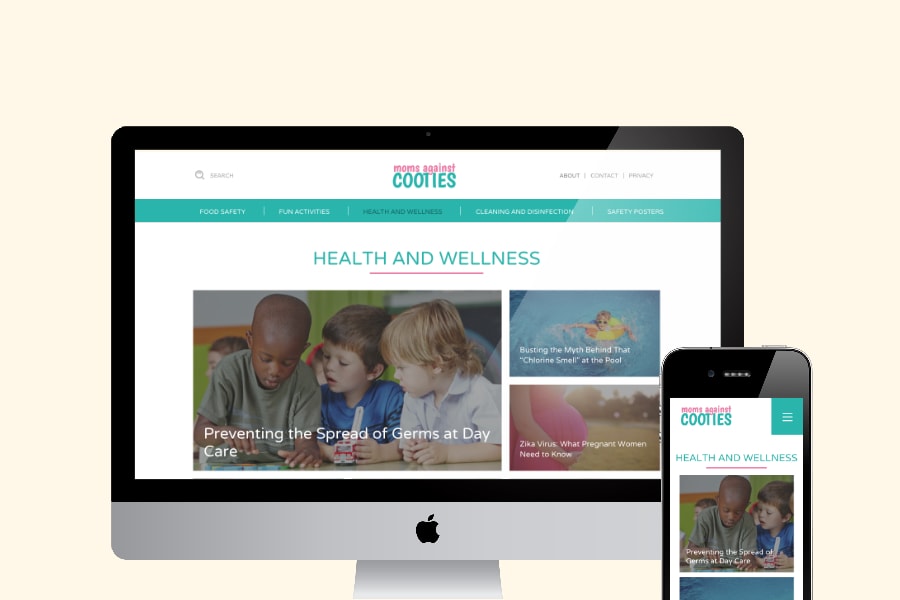 SEARCH
moms against
COOTIES
ABOUT | CONTACT | PRIVACY
FOOD SAFETY | FUN ACTIVITIES | HEALTH AND WELLNESS | CLEANING AND DISINFECTION | SAFETY POSTERS
HEALTH AND WELLNESS
Preventing the Spread of Germs at Day
Care
Busting the Myth Behind That
"Chlorine Smell" at the Pool
Zika Virus: What Pregnant Women
Need to Know
moms against
COOTIES
HEALTH AND WELLNESS
Preventing the Spread of
Germs at Day Care